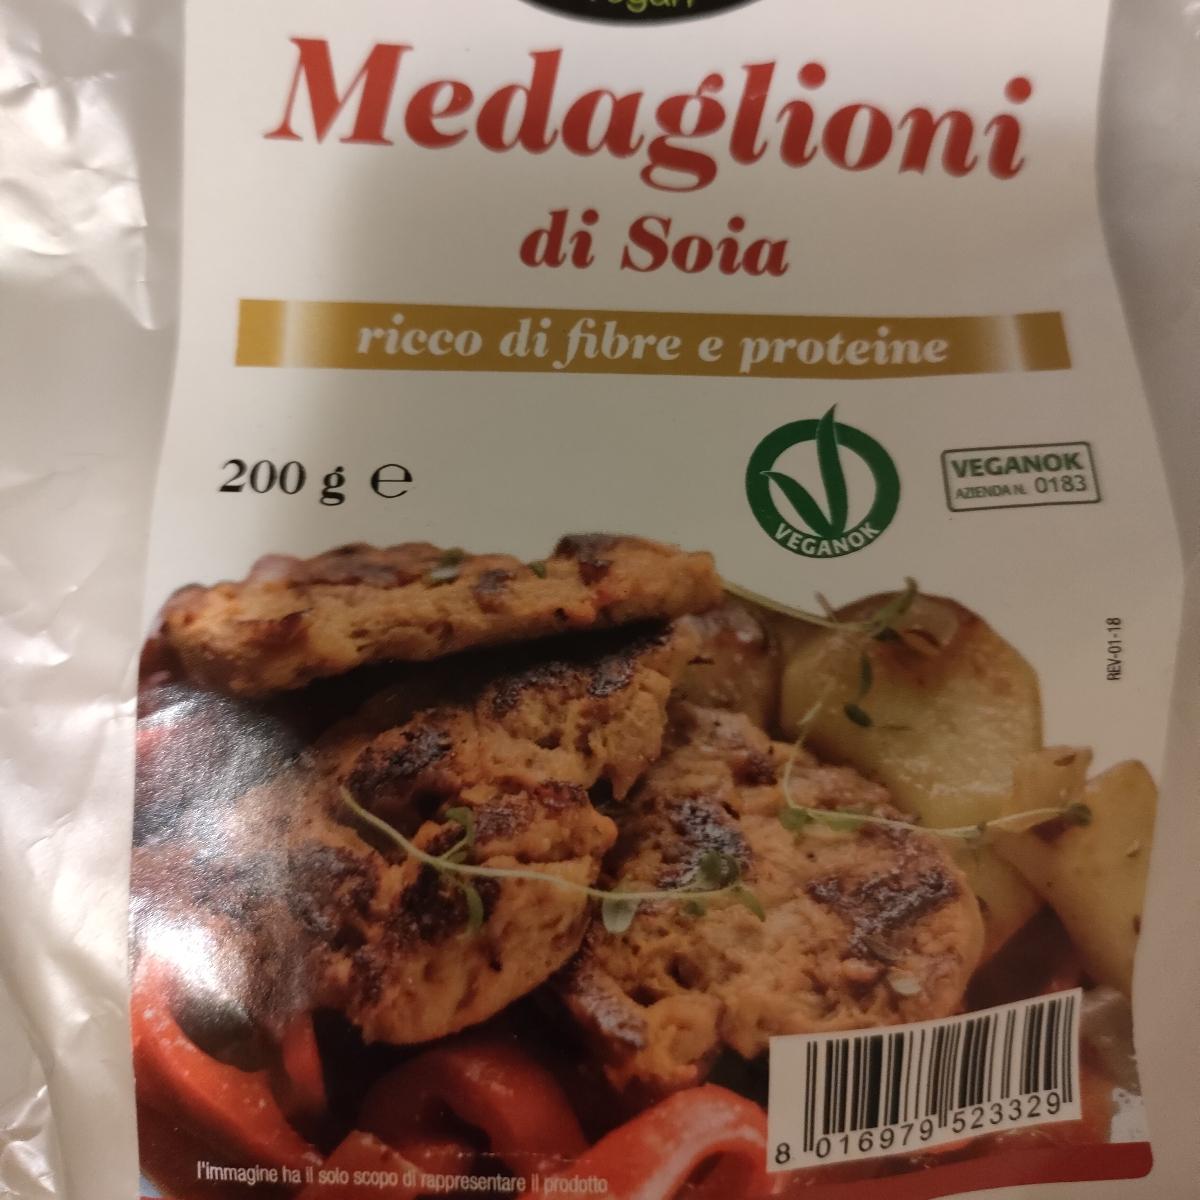 Medaglioni
di Soia
ricco di fibre e proteine
200 g ℮
VEGANOK
VEGANOK
AZIENDA N. 0183
REV-01-18
8 016979 523329
l'immagine ha il solo scopo di rappresentare il prodotto